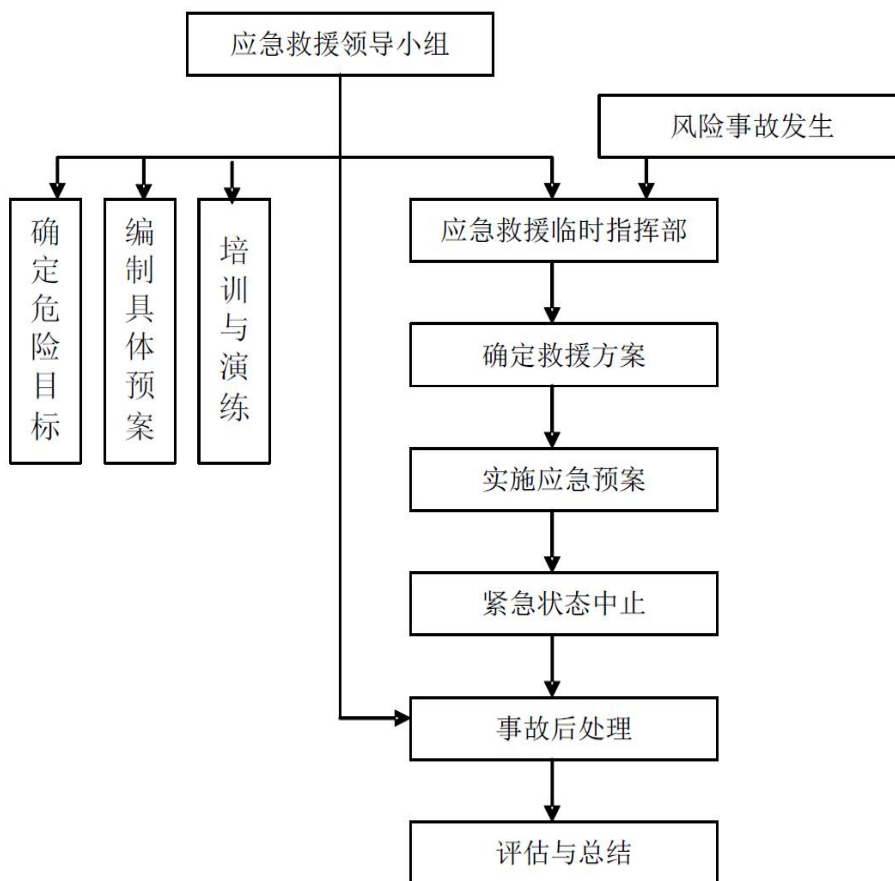 应急救援领导小组
风险事故发生
确定危险目标
编制具体预案
培训与演练
应急救援临时指挥部
确定救援方案
实施应急预案
紧急状态中止
事故后处理
评估与总结